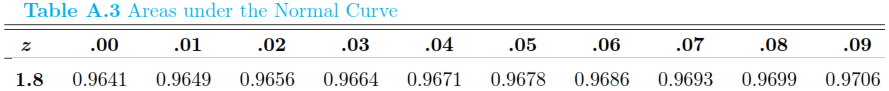 Table A.3 Areas under the Normal Curve
z .00 .01 .02 .03 .04 .05 .06 .07 .08 .09
1.8 0.9641 0.9649 0.9656 0.9664 0.9671 0.9678 0.9686 0.9693 0.9699 0.9706